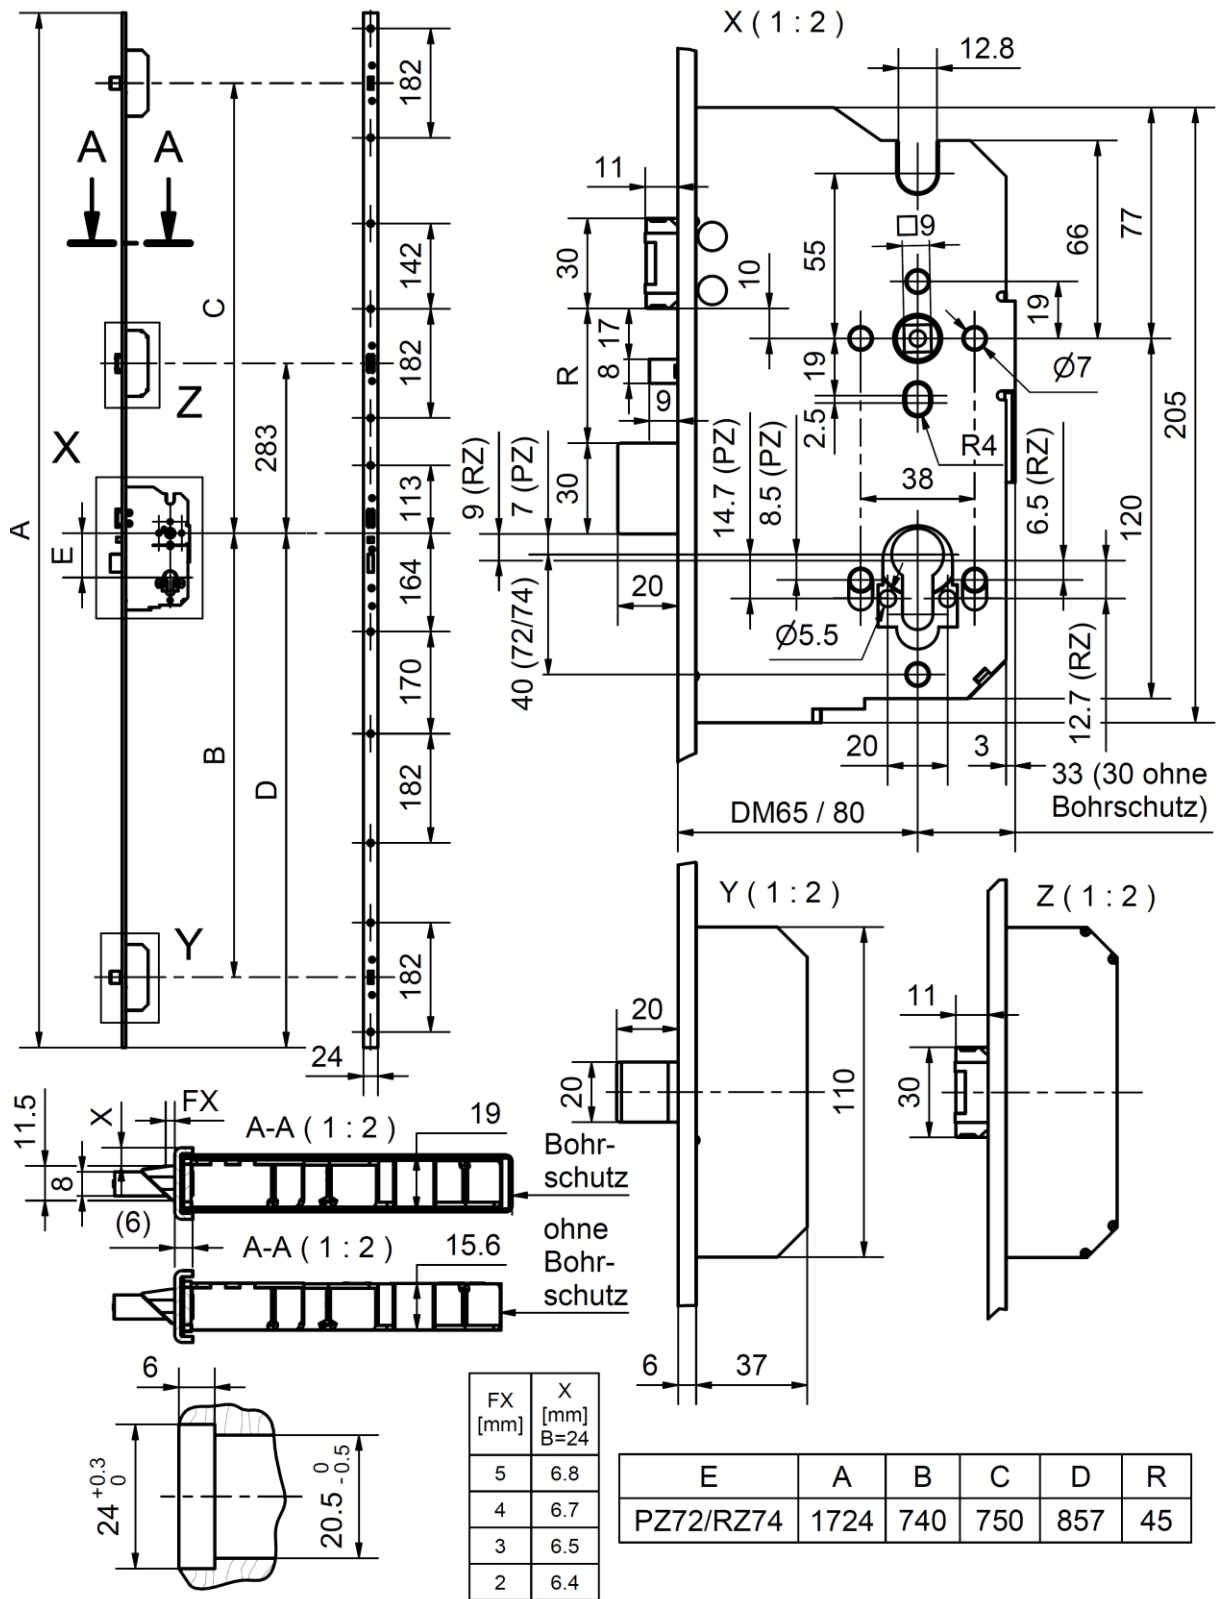 X ( 1 : 2 )
12.8
182
A A
11
66
77
□9
30
55
10
142
C
19
17
182
R
8
19
Ø7
Z
9
2.5
205
X
283
R4
9 (RZ)
7 (PZ)
14.7 (PZ)
8.5 (PZ)
6.5 (RZ)
30
38
113
A
120
E
164
20
Ø5.5
40 (72/74)
12.7 (RZ)
170
20
3
B
182
33 (30 ohne
Bohrschutz)
D
DM65 / 80
Y ( 1 : 2 )
Z ( 1 : 2 )
Y
182
20
11
24
20
110
30
11.5
X
FX
A-A ( 1 : 2 )
19
Bohr-
schutz
8
(6)
A-A ( 1 : 2 )
15.6
ohne
Bohr-
schutz
6
6
37
24 +0.3 0
20.5 0 -0.5
FX
[mm]
X
[mm]
B=24
5 6.8
4 6.7
3 6.5
2 6.4
E A B C D R
PZ72/RZ74 1724 740 750 857 45